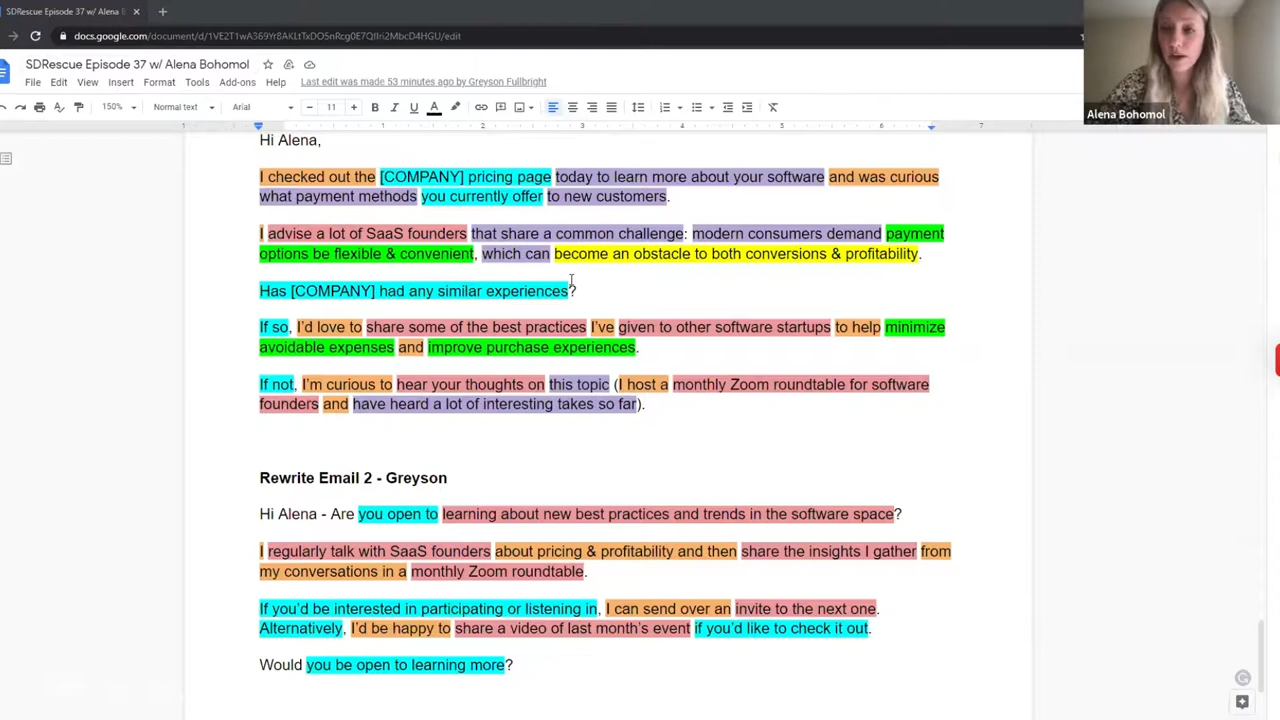 SDRescue Episode 37 w/ Alena B
docs.google.com/document/d/1VE2T1wA369Yr8AKLtTxDO5nRcg0E7Qflri2MbcD4HGU/edit
SDRescue Episode 37 w/ Alena Bohomol
File Edit View Insert Format Tools Add-ons Help Last edit was made 53 minutes ago by Greyson Fullbright
150% Normal text Arial 11 B I U A
1 1 2 3 4 5 6 7
Alena Bohomol
Hi Alena,
I checked out the [COMPANY] pricing page today to learn more about your software and was curious
what payment methods you currently offer to new customers.
I advise a lot of SaaS founders that share a common challenge: modern consumers demand payment
options be flexible & convenient, which can become an obstacle to both conversions & profitability.
Has [COMPANY] had any similar experiences?
If so, I'd love to share some of the best practices I've given to other software startups to help minimize
avoidable expenses and improve purchase experiences.
If not, I'm curious to hear your thoughts on this topic (I host a monthly Zoom roundtable for software
founders and have heard a lot of interesting takes so far).
Rewrite Email 2 - Greyson
Hi Alena - Are you open to learning about new best practices and trends in the software space?
I regularly talk with SaaS founders about pricing & profitability and then share the insights I gather from
my conversations in a monthly Zoom roundtable.
If you'd be interested in participating or listening in, I can send over an invite to the next one.
Alternatively, I'd be happy to share a video of last month's event if you'd like to check it out.
Would you be open to learning more?